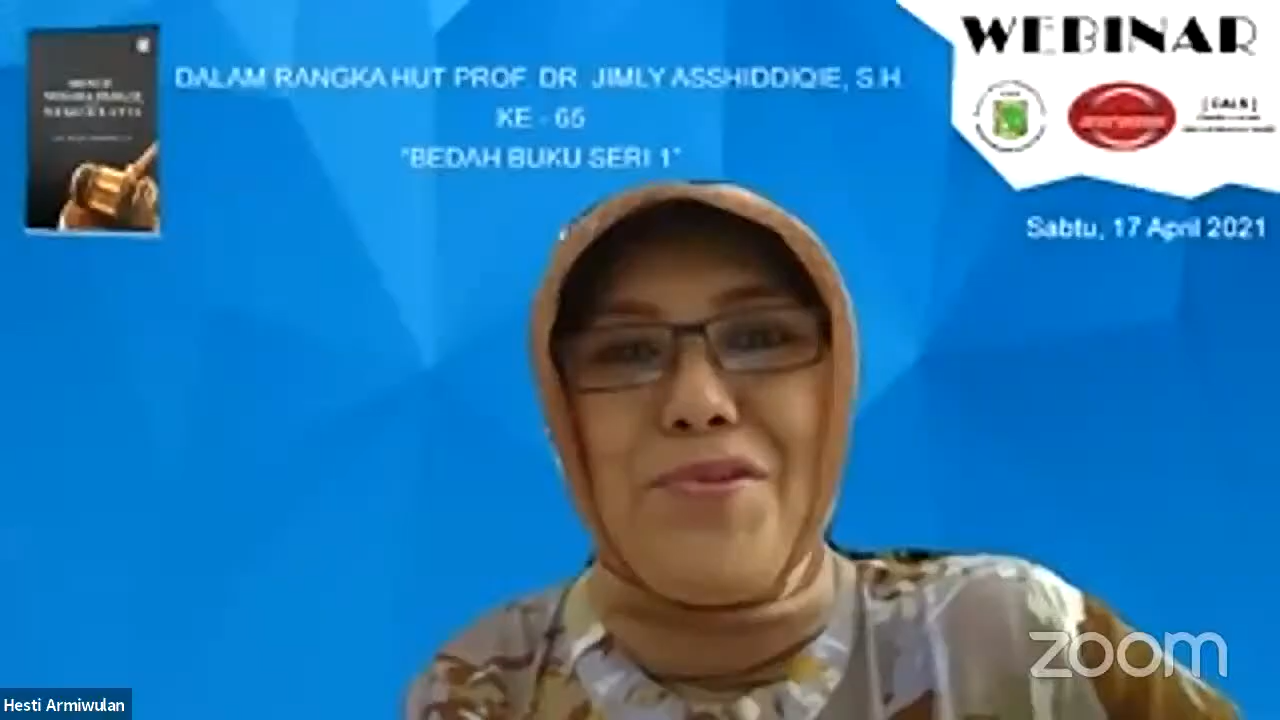 DALAM RANGKA HUT PROF DR JIMLY ASSHIDDIQIE, S.H.
KE - 65
"BEDAH BUKU SERI 1"
WEBINAR
Sabtu, 17 April 2021
zoom
Hesti Armiwulan